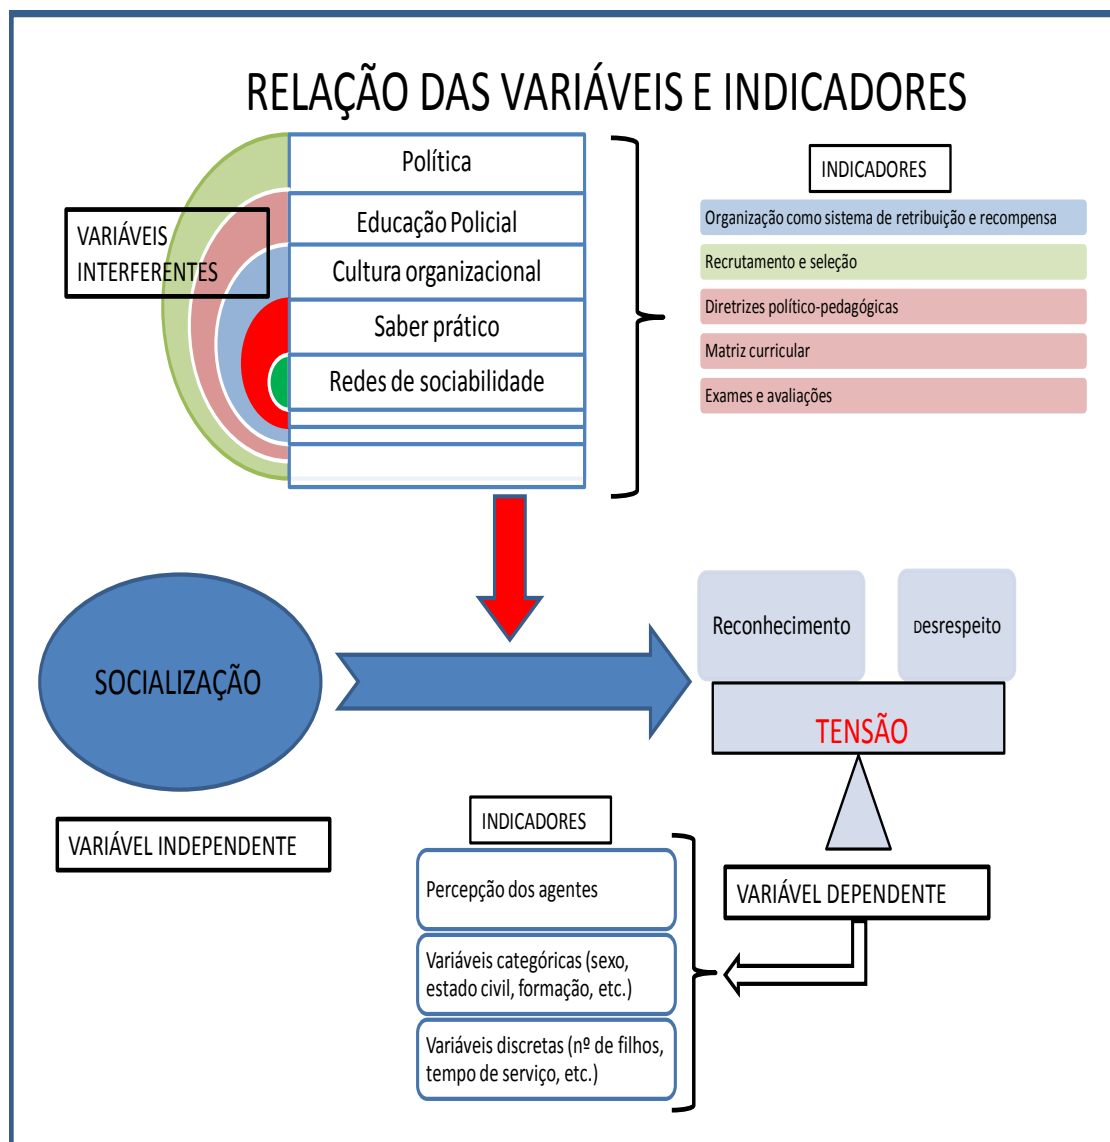 RELAÇÃO DAS VARIÁVEIS E INDICADORES
VARIÁVEIS
INTERFERENTES
Política
Educação Policial
Cultura organizacional
Saber prático
Redes de sociabilidade
INDICADORES
Organização como sistema de retribuição e recompensa
Recrutamento e seleção
Diretrizes político-pedagógicas
Matriz curricular
Exames e avaliações
SOCIALIZAÇÃO
VARIÁVEL INDEPENDENTE
Reconhecimento
Desrespeito
TENSÃO
VARIÁVEL DEPENDENTE
INDICADORES
Percepção dos agentes
Variáveis categóricas (sexo,
estado civil, formação, etc.)
Variáveis discretas (nº de filhos,
tempo de serviço, etc.)